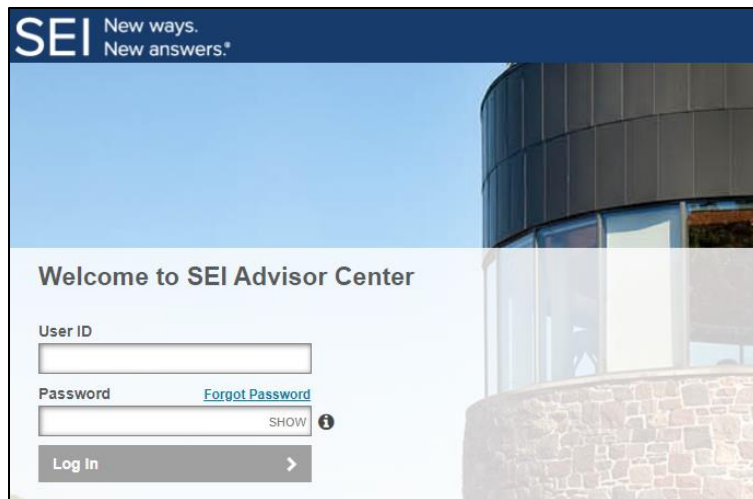 SEI
New ways.
New answers.®
Welcome to SEI Advisor Center
User ID
Password Forgot Password
SHOW
Log In